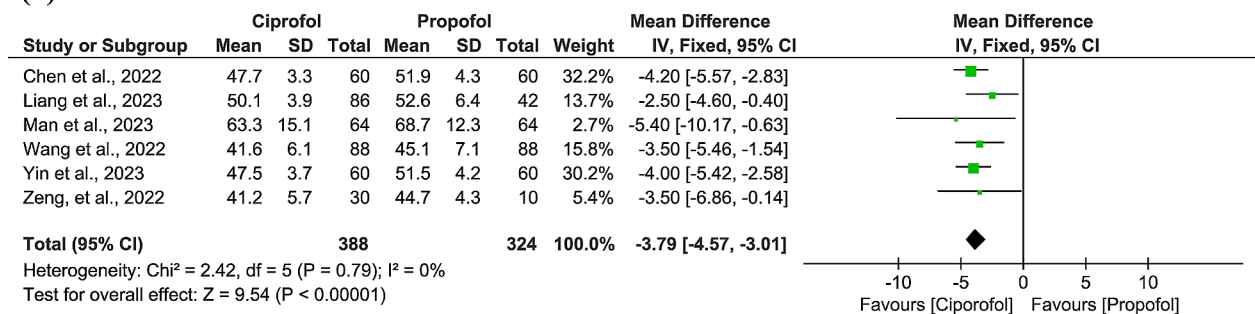 Ciprofol Propofol Mean Difference Mean Difference
Study or Subgroup Mean SD Total Mean SD Total Weight IV, Fixed, 95% CI IV, Fixed, 95% CI
Chen et al., 2022 47.7 3.3 60 51.9 4.3 60 32.2% -4.20 [-5.57, -2.83]
Liang et al., 2023 50.1 3.9 86 52.6 6.4 42 13.7% -2.50 [-4.60, -0.40]
Man et al., 2023 63.3 15.1 64 68.7 12.3 64 2.7% -5.40 [-10.17, -0.63]
Wang et al., 2022 41.6 6.1 88 45.1 7.1 88 15.8% -3.50 [-5.46, -1.54]
Yin et al., 2023 47.5 3.7 60 51.5 4.2 60 30.2% -4.00 [-5.42, -2.58]
Zeng, et al., 2022 41.2 5.7 30 44.7 4.3 10 5.4% -3.50 [-6.86, -0.14]
Total (95% CI) 388 324 100.0% -3.79 [-4.57, -3.01]
Heterogeneity: Chi² = 2.42, df = 5 (P = 0.79); I² = 0%
Test for overall effect: Z = 9.54 (P < 0.00001)
-10 -5 0 5 10
Favours [Ciporofol] Favours [Propofol]